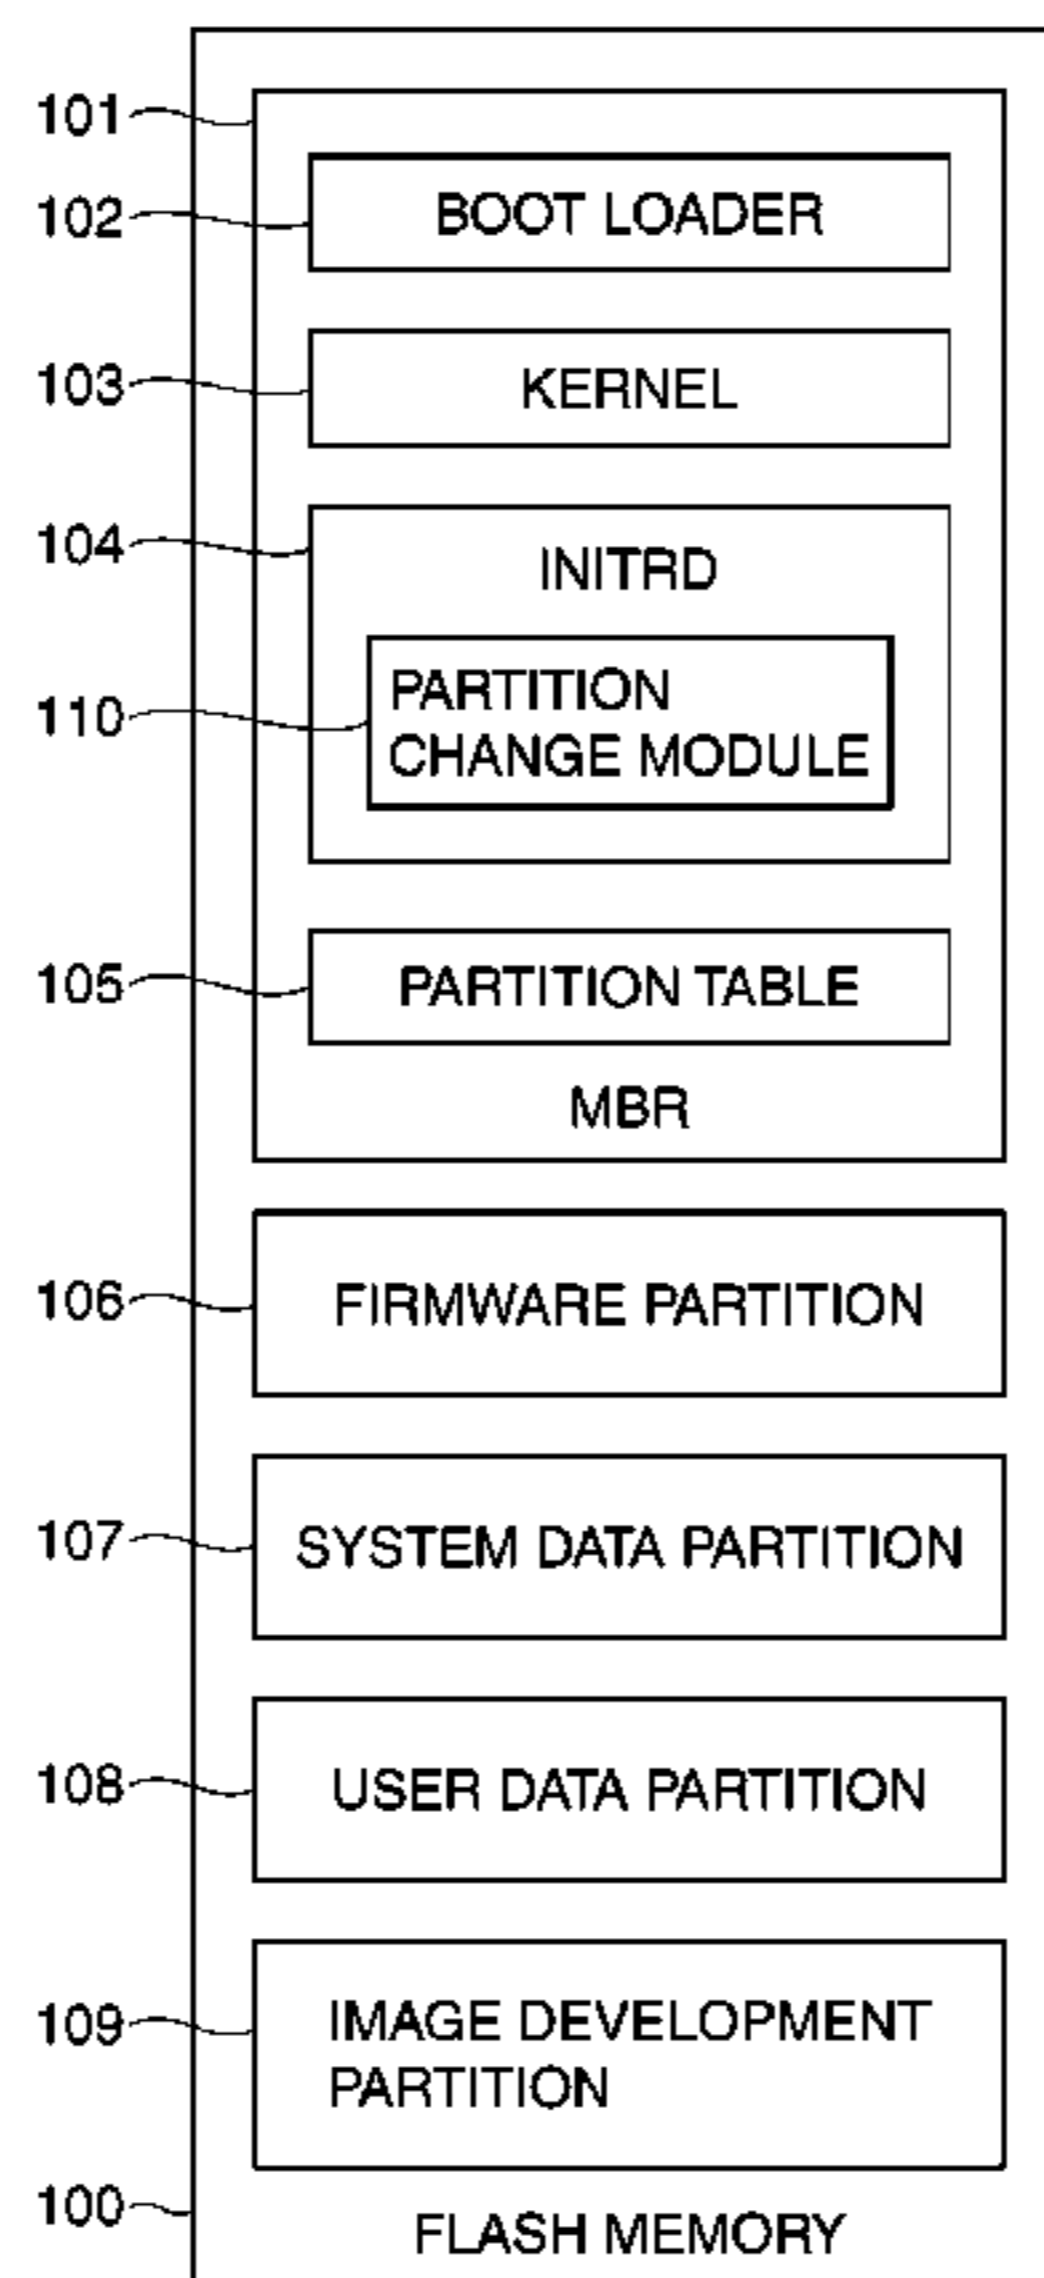 101
102
BOOT LOADER
103
KERNEL
104
INITRD
110
PARTITION
CHANGE MODULE
105
PARTITION TABLE
MBR
106
FIRMWARE PARTITION
107
SYSTEM DATA PARTITION
108
USER DATA PARTITION
109
IMAGE DEVELOPMENT
PARTITION
100
FLASH MEMORY